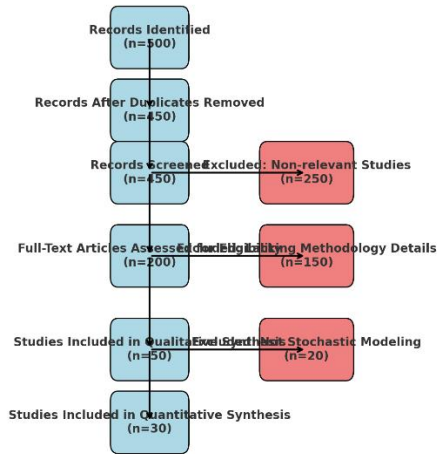 Records Identified
(n=500)
Records After Duplicates Removed
(n=450)
Records Screened
(n=450)
Excluded: Non-relevant Studies
(n=250)
Full-Text Articles Assessed for Eligibility
(n=200)
Excluded: Lacking Methodology Details
(n=150)
Studies Included in Qualitative Synthesis
(n=50)
Excluded: Not Stochastic Modeling
(n=20)
Studies Included in Quantitative Synthesis
(n=30)